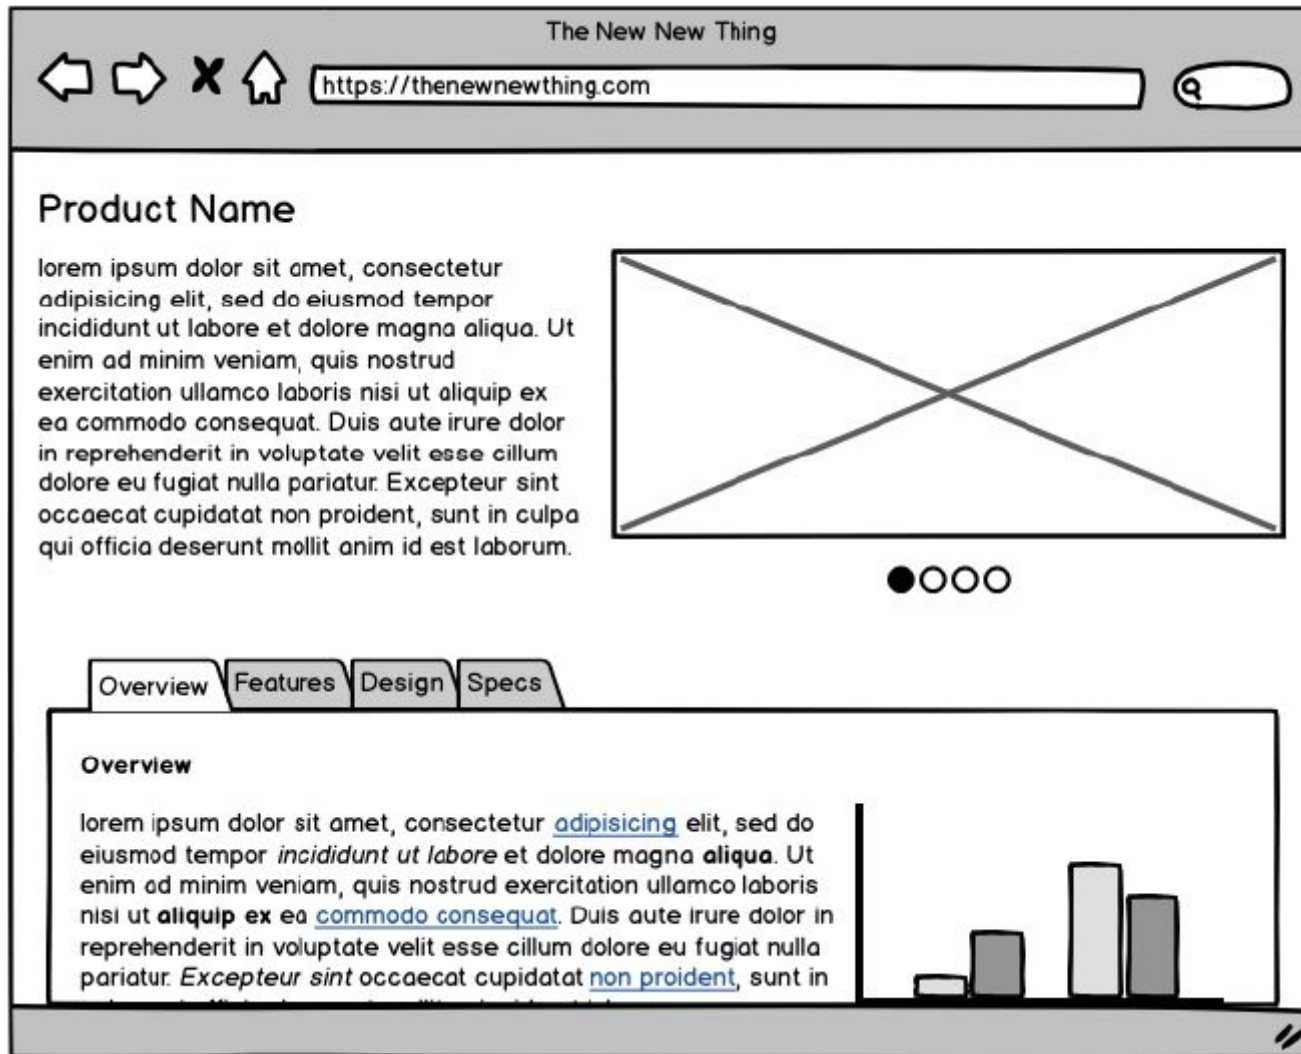 The New New Thing
https://thenewnewthing.com
Product Name
lorem ipsum dolor sit amet, consectetur
adipisicing elit, sed do eiusmod tempor
incididunt ut labore et dolore magna aliqua. Ut
enim ad minim veniam, quis nostrud
exercitation ullamco laboris nisi ut aliquip ex
ea commodo consequat. Duis aute irure dolor
in reprehenderit in voluptate velit esse cillum
dolore eu fugiat nulla pariatur. Excepteur sint
occaecat cupidatat non proident, sunt in culpa
qui officia deserunt mollit anim id est laborum.
Overview Features Design Specs
Overview
lorem ipsum dolor sit amet, consectetur adipisicing elit, sed do
eiusmod tempor incididunt ut labore et dolore magna aliqua. Ut
enim ad minim veniam, quis nostrud exercitation ullamco laboris
nisi ut aliquip ex ea commodo consequat. Duis aute irure dolor in
reprehenderit in voluptate velit esse cillum dolore eu fugiat nulla
pariatur. Excepteur sint occaecat cupidatat non proident, sunt in